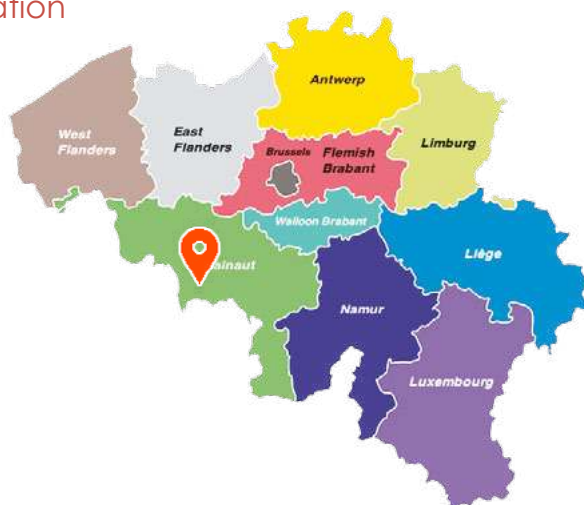 ation
Antwerp
West
Flanders
East
Flanders
Limburg
Brussels
Flemish
Brabant
Walloon Brabant
ainaut
Liège
Namur
Luxembourg